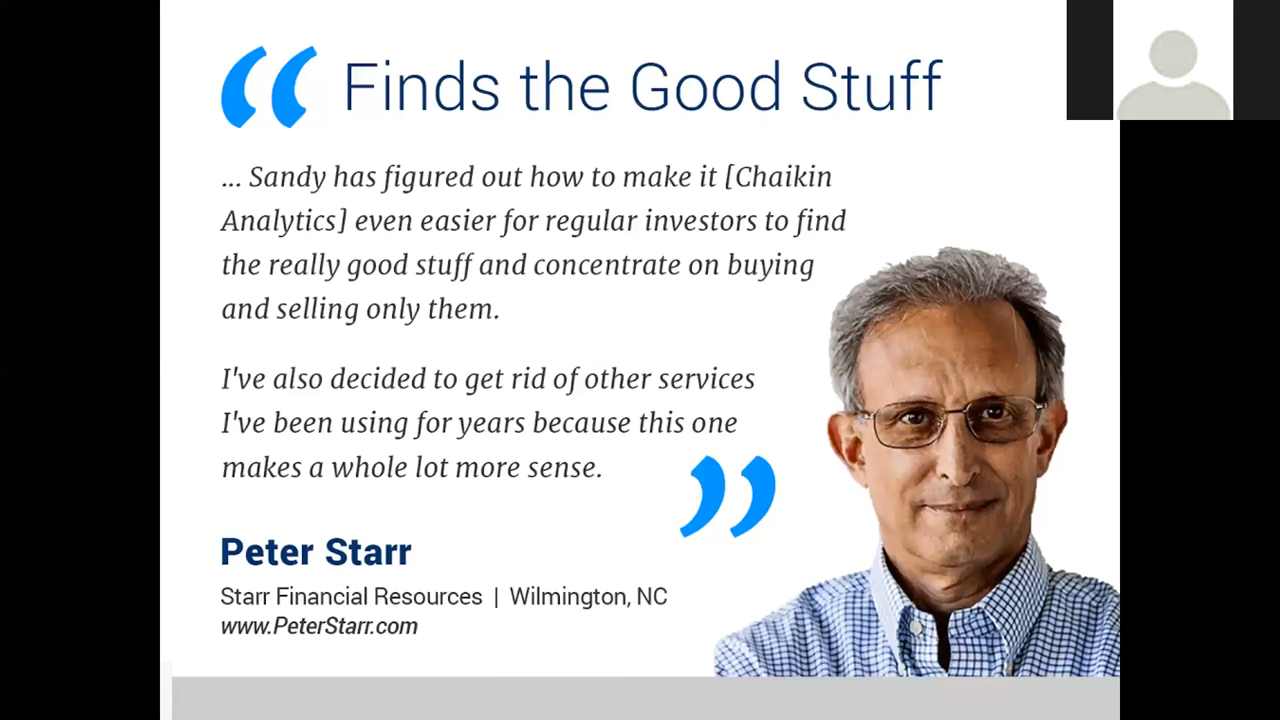 “ Finds the Good Stuff
... Sandy has figured out how to make it [Chaikin
Analytics] even easier for regular investors to find
the really good stuff and concentrate on buying
and selling only them.
I've also decided to get rid of other services
I've been using for years because this one
makes a whole lot more sense. ”
Peter Starr
Starr Financial Resources | Wilmington, NC
www.PeterStarr.com